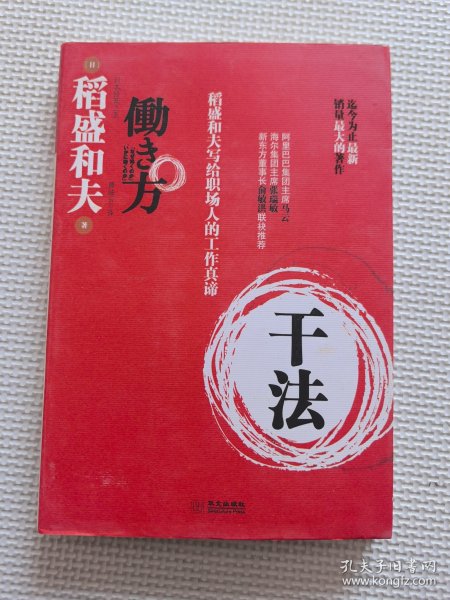 迄今为止最新
销量最大的著作
阿里巴巴集团主席马云
海尔集团主席张瑞敏
新东方董事长俞敏洪联袂推荐
稻盛和夫写给职场人的工作真谛
働き方
[日]
稻盛和夫
著
干法
华文出版社
孔夫子旧书网
www.kongfz.com